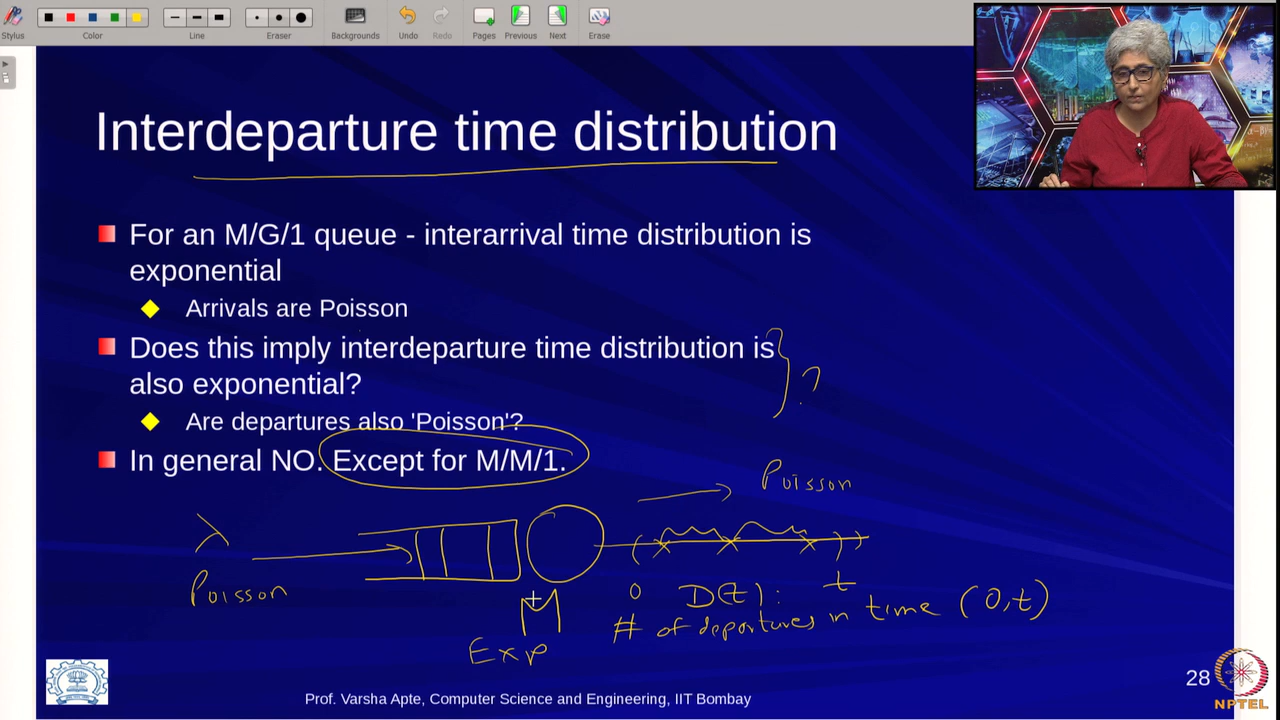 Stylus
Color
Line
Eraser
Backgrounds
Undo
Redo
Pages
Previous
Next
Erase
Interdeparture time distribution
For an M/G/1 queue - interarrival time distribution is
exponential
Arrivals are Poisson
Does this imply interdeparture time distribution is
also exponential?
?
Are departures also 'Poisson'?
In general NO. Except for M/M/1.
Poisson
λ
Poisson
0
t
D(t):
# of departures in time (0,t)
M
Exp
Prof. Varsha Apte, Computer Science and Engineering, IIT Bombay
28
NPTEL